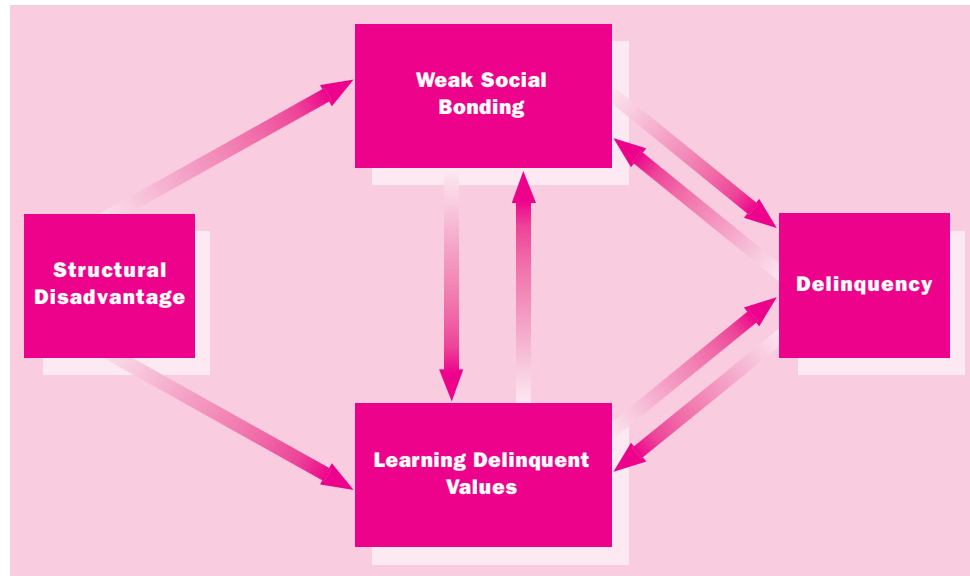 Weak Social
Bonding
Structural
Disadvantage
Delinquency
Learning Delinquent
Values